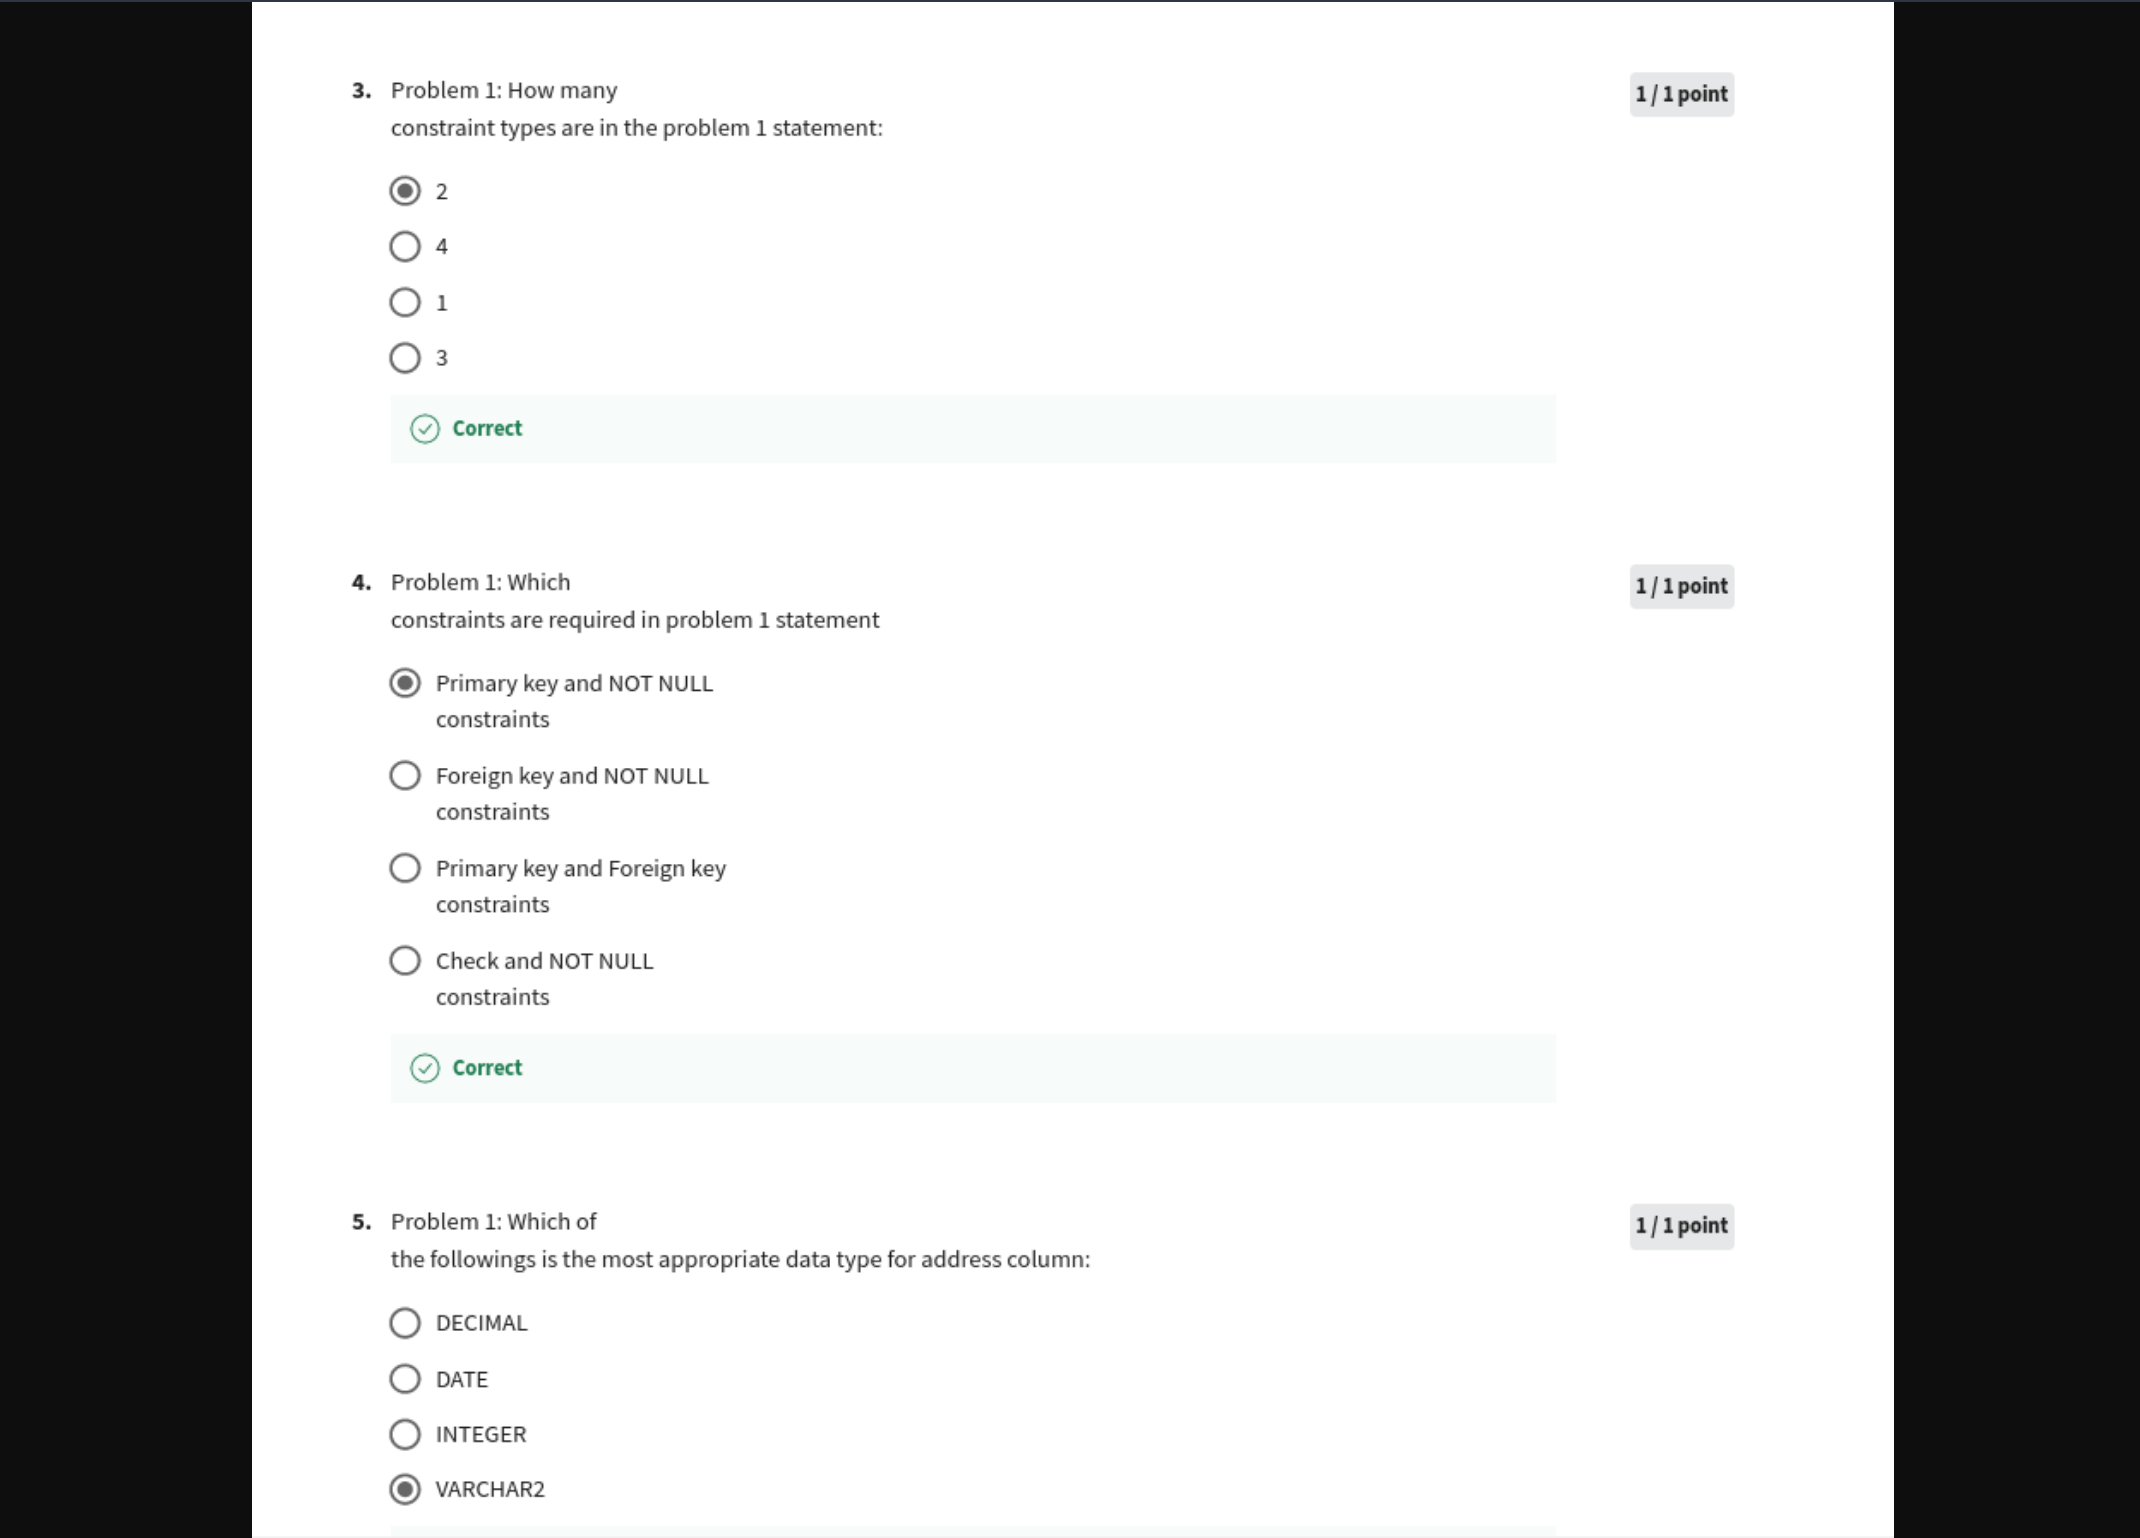 3. Problem 1: How many
1 / 1 point
constraint types are in the problem 1 statement:
2
4
1
3
Correct
4. Problem 1: Which
1 / 1 point
constraints are required in problem 1 statement
Primary key and NOT NULL
constraints
Foreign key and NOT NULL
constraints
Primary key and Foreign key
constraints
Check and NOT NULL
constraints
Correct
5. Problem 1: Which of
1 / 1 point
the followings is the most appropriate data type for address column:
DECIMAL
DATE
INTEGER
VARCHAR2